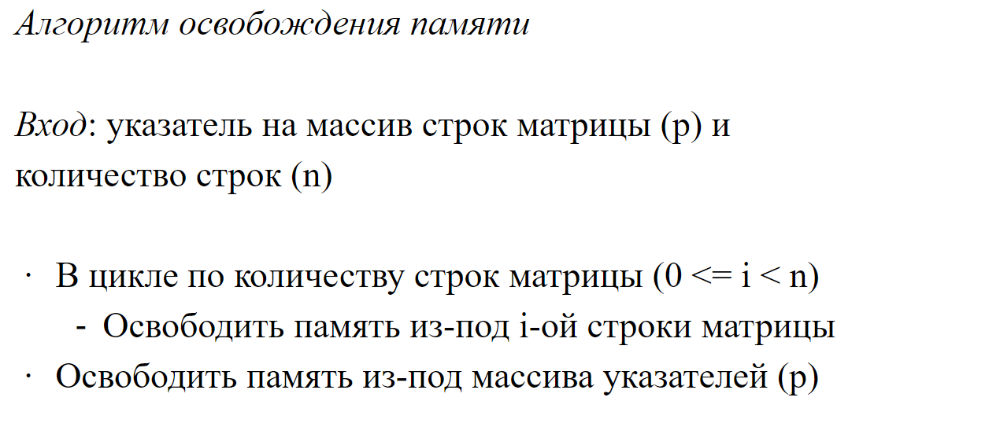 Алгоритм освобождения памяти
Вход: указатель на массив строк матрицы (p) и
количество строк (n)
· В цикле по количеству строк матрицы (0 <= i < n)
- Освободить память из-под i-ой строки матрицы
· Освободить память из-под массива указателей (p)